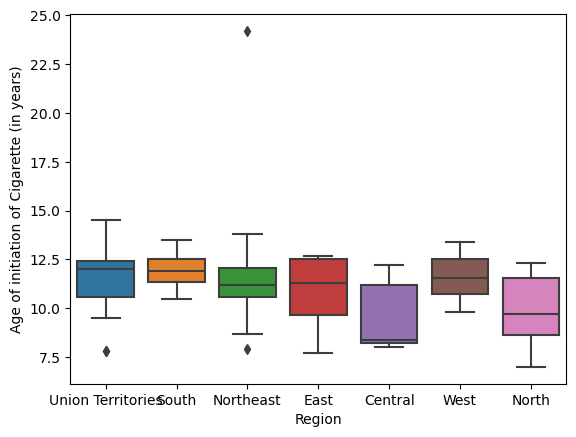 Age of initiation of Cigarette (in years)
25.0
22.5
20.0
17.5
15.0
12.5
10.0
7.5
Union Territories South Northeast East Central West North
Region